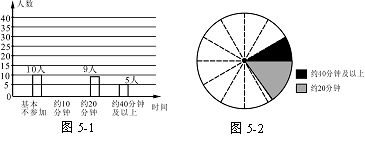 人数
40
35
30
25
20
15
10
5
0
10人
9人
5人
基本
不参加
约10
分钟
约20
分钟
约40分钟
及以上
时间
图 5-1
约40分钟及以上
约20分钟
图 5-2